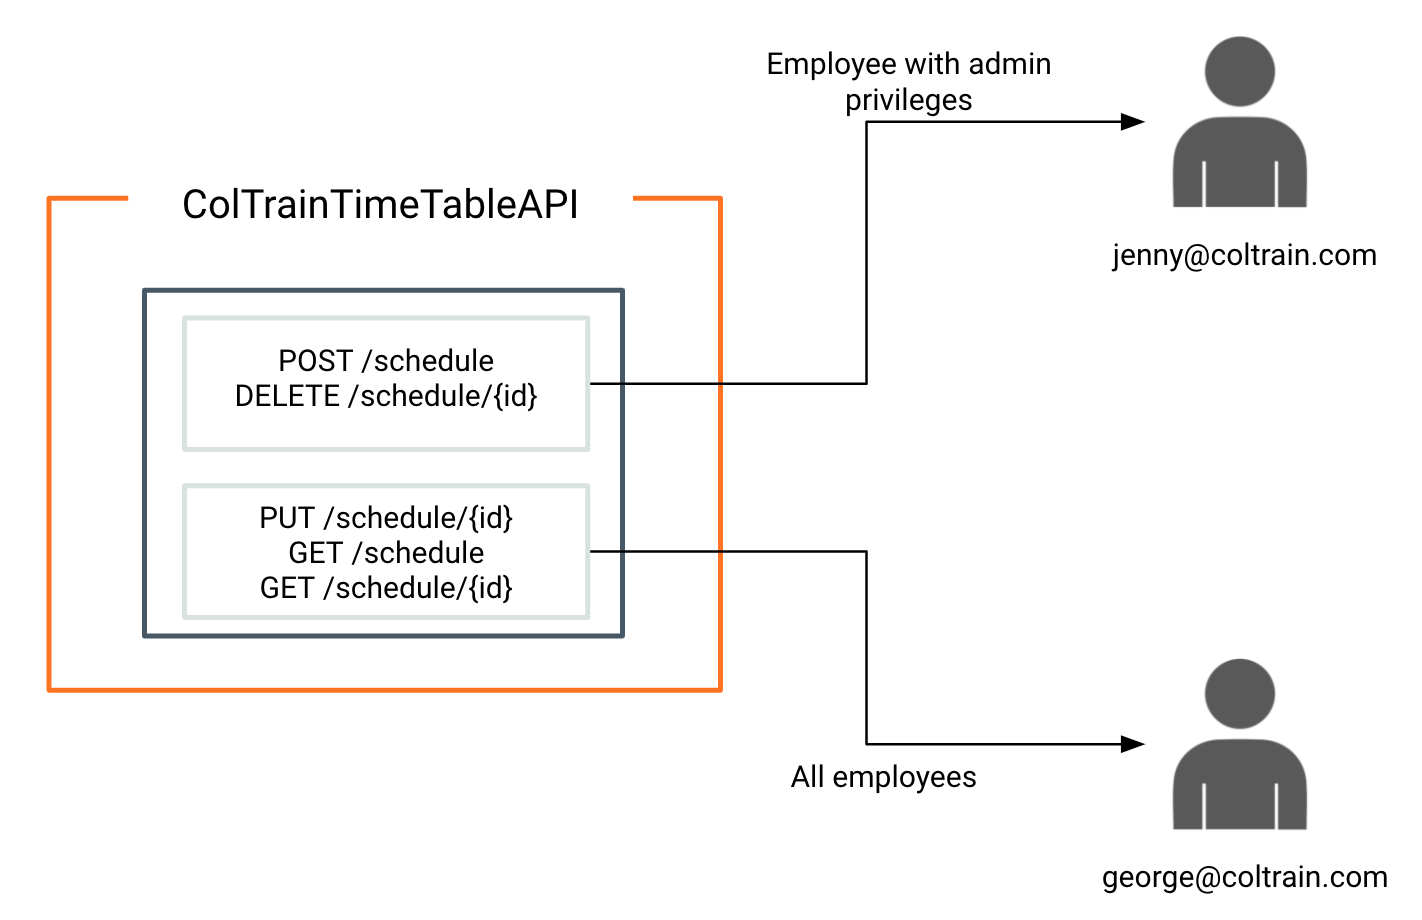 Employee with admin
privileges
jenny@coltrain.com
ColTrainTimeTableAPI
POST /schedule
DELETE /schedule/{id}
PUT /schedule/{id}
GET /schedule
GET /schedule/{id}
All employees
george@coltrain.com